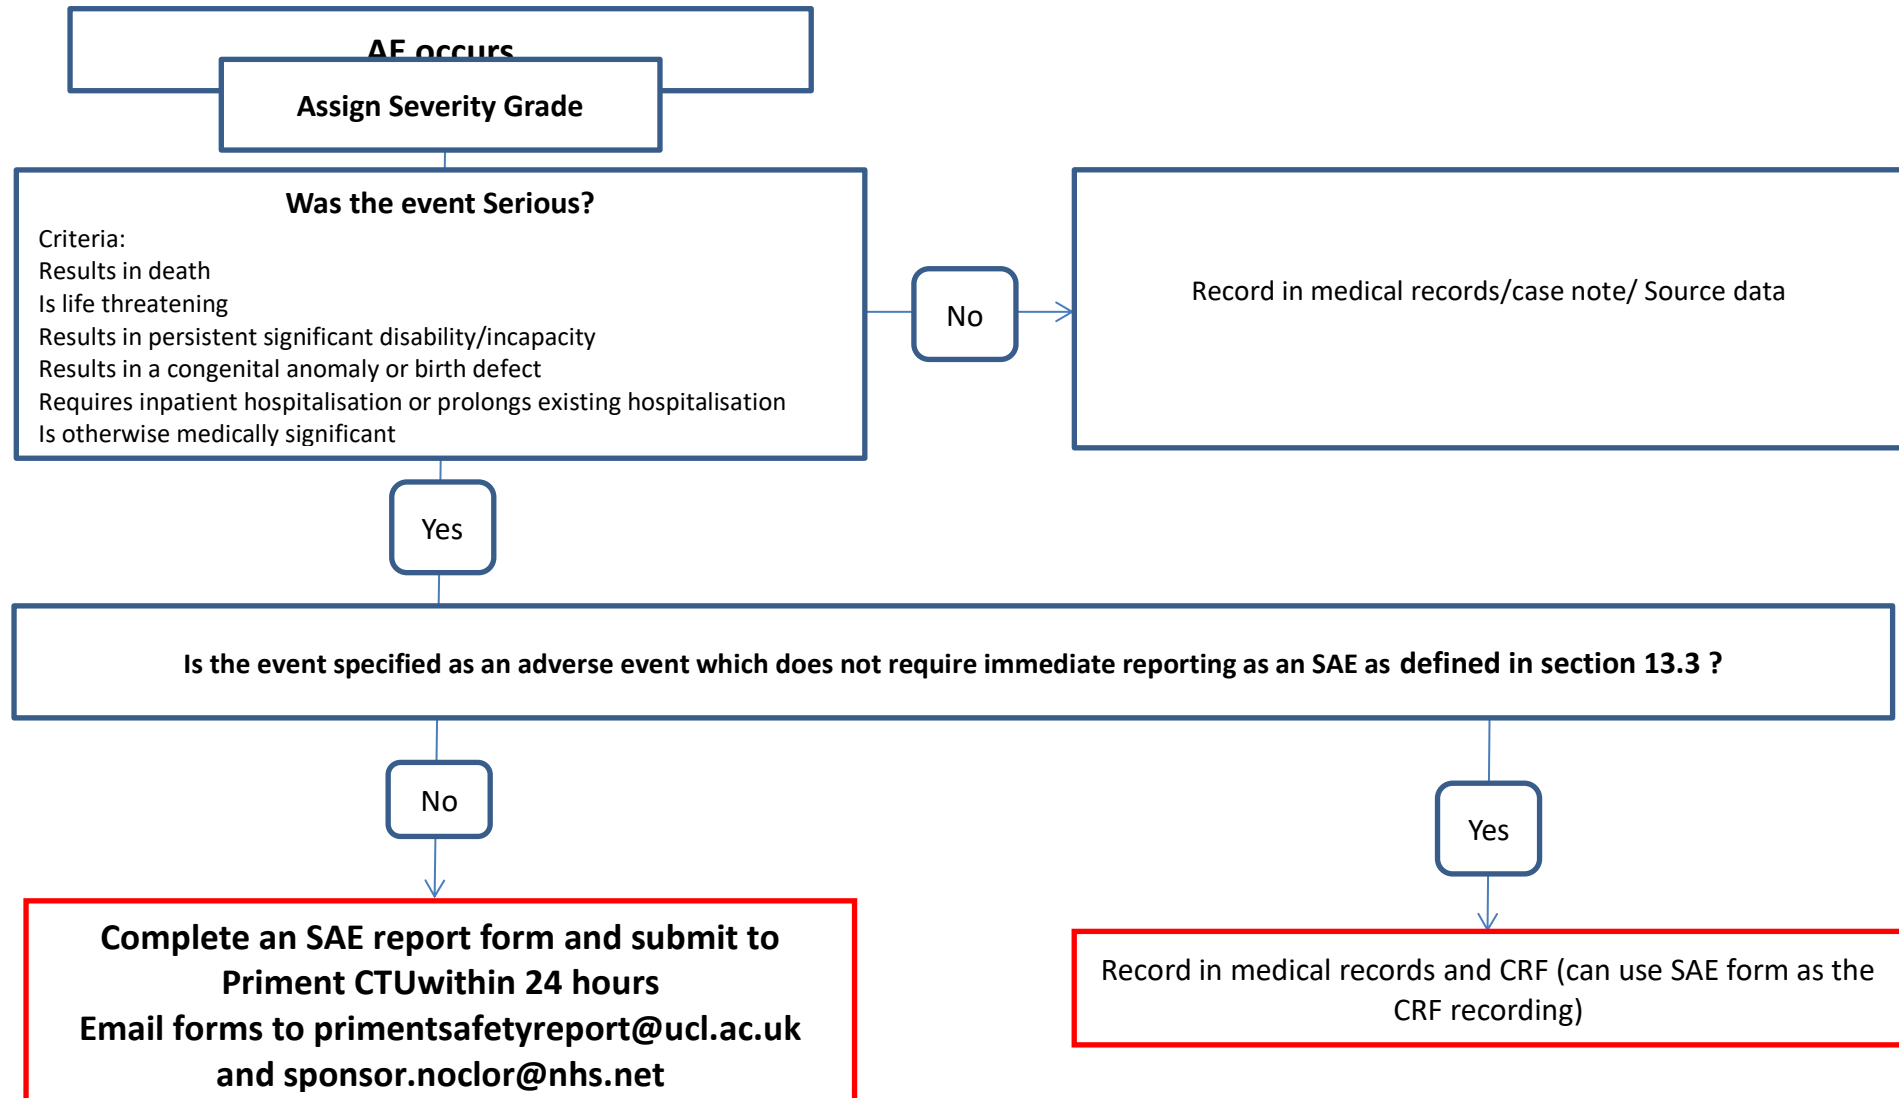 AE occurs
Assign Severity Grade
Was the event Serious?
Criteria:
Results in death
Is life threatening
Results in persistent significant disability/incapacity
Results in a congenital anomaly or birth defect
Requires inpatient hospitalisation or prolongs existing hospitalisation
Is otherwise medically significant
No
Record in medical records/case note/ Source data
Yes
Is the event specified as an adverse event which does not require immediate reporting as an SAE as defined in section 13.3 ?
No
Yes
Complete an SAE report form and submit to
Priment CTUwithin 24 hours
Email forms to primentsafetyreport@ucl.ac.uk
and sponsor.noclor@nhs.net
Record in medical records and CRF (can use SAE form as the
CRF recording)